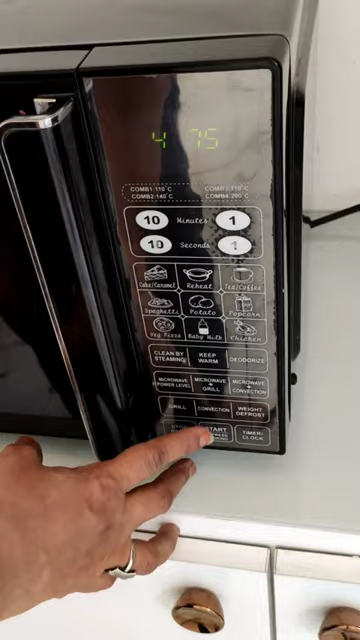 4 75
COMB1:110°C COMB3:170°C
COMB2:140°C COMB4:200°C
10 Minutes 1
10 Seconds 1
Cake/Caramel Reheat Tea/Coffee
Spaghetti Potato Popcorn
Veg Pizza Baby Milk Chicken
CLEAN BY STEAMING KEEP WARM DEODORIZE
MICROWAVE POWER LEVEL MICROWAVE + GRILL MICROWAVE + CONVECTION
GRILL CONVECTION WEIGHT DEFROST
START TIMER/CLOCK